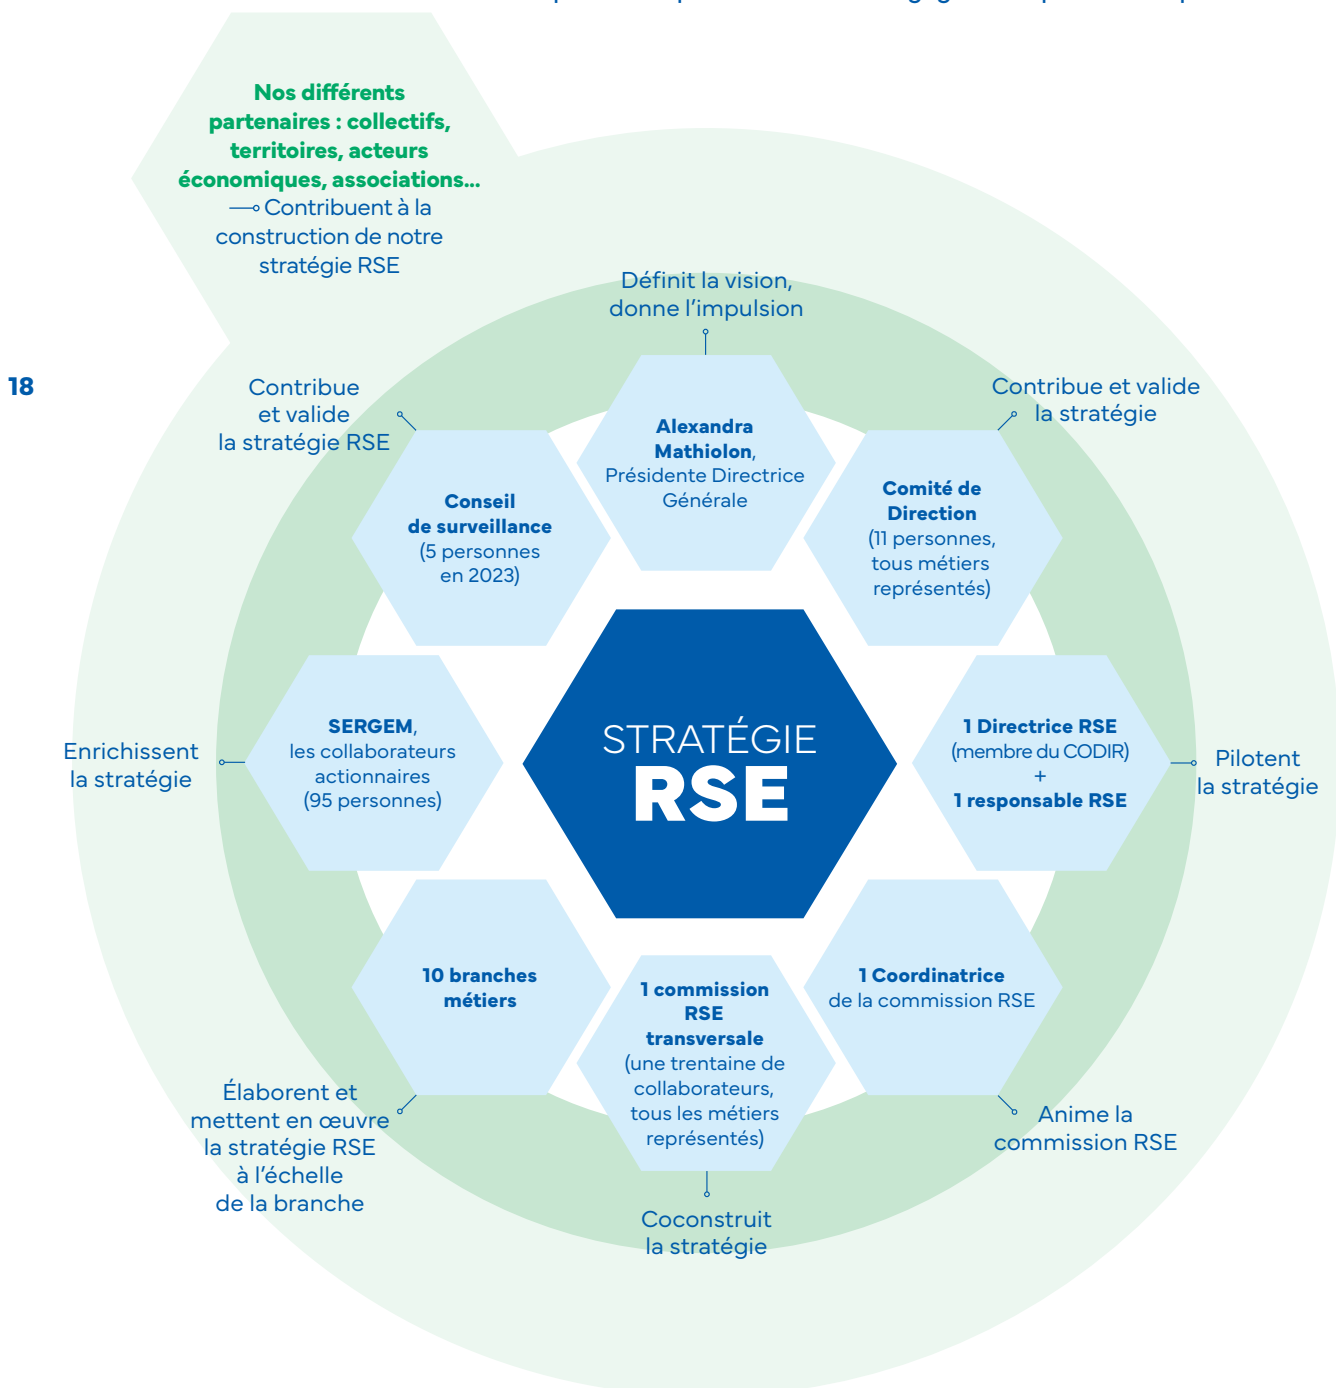 Nos différents
partenaires : collectifs,
territoires, acteurs
économiques, associations...
Contribuent à la
construction de notre
stratégie RSE
Définit la vision,
donne l'impulsion
18
Contribue
et valide
la stratégie RSE
Contribue et valide
la stratégie
Alexandra
Mathiolon,
Présidente Directrice
Générale
Conseil
de surveillance
(5 personnes
en 2023)
Comité de
Direction
(11 personnes,
tous métiers
représentés)
STRATÉGIE
RSE
SERGEM,
les collaborateurs
actionnaires
(95 personnes)
Enrichissent
la stratégie
1 Directrice RSE
(membre du CODIR)
+
1 responsable RSE
Pilotent
la stratégie
10 branches
métiers
1 commission
RSE
transversale
(une trentaine de
collaborateurs,
tous les métiers
représentés)
1 Coordinatrice
de la commission RSE
Élaborent et
mettent en œuvre
la stratégie RSE
à l'échelle
de la branche
Anime la
commission RSE
Coconstruit
la stratégie